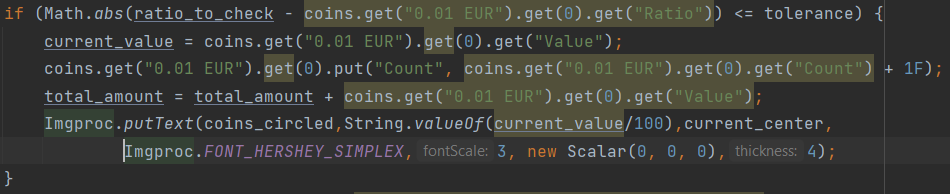 if (Math.abs(ratio_to_check - coins.get("0.01 EUR").get(0).get("Ratio")) <= tolerance) {
current_value = coins.get("0.01 EUR").get(0).get("Value");
coins.get("0.01 EUR").get(0).put("Count", coins.get("0.01 EUR").get(0).get("Count") + 1F);
total_amount = total_amount + coins.get("0.01 EUR").get(0).get("Value");
Imgproc.putText(coins_circled,String.valueOf(current_value/100),current_center,
Imgproc.FONT_HERSHEY_SIMPLEX, fontScale: 3, new Scalar(0, 0, 0), thickness: 4);
}